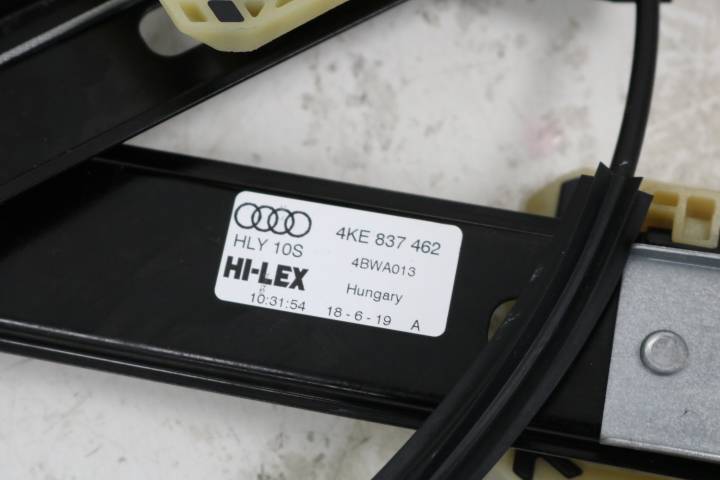 4KE 837 462
HLY 10S
4BWA013
HI-LEX
Hungary
10:31:54
18-6-19 A